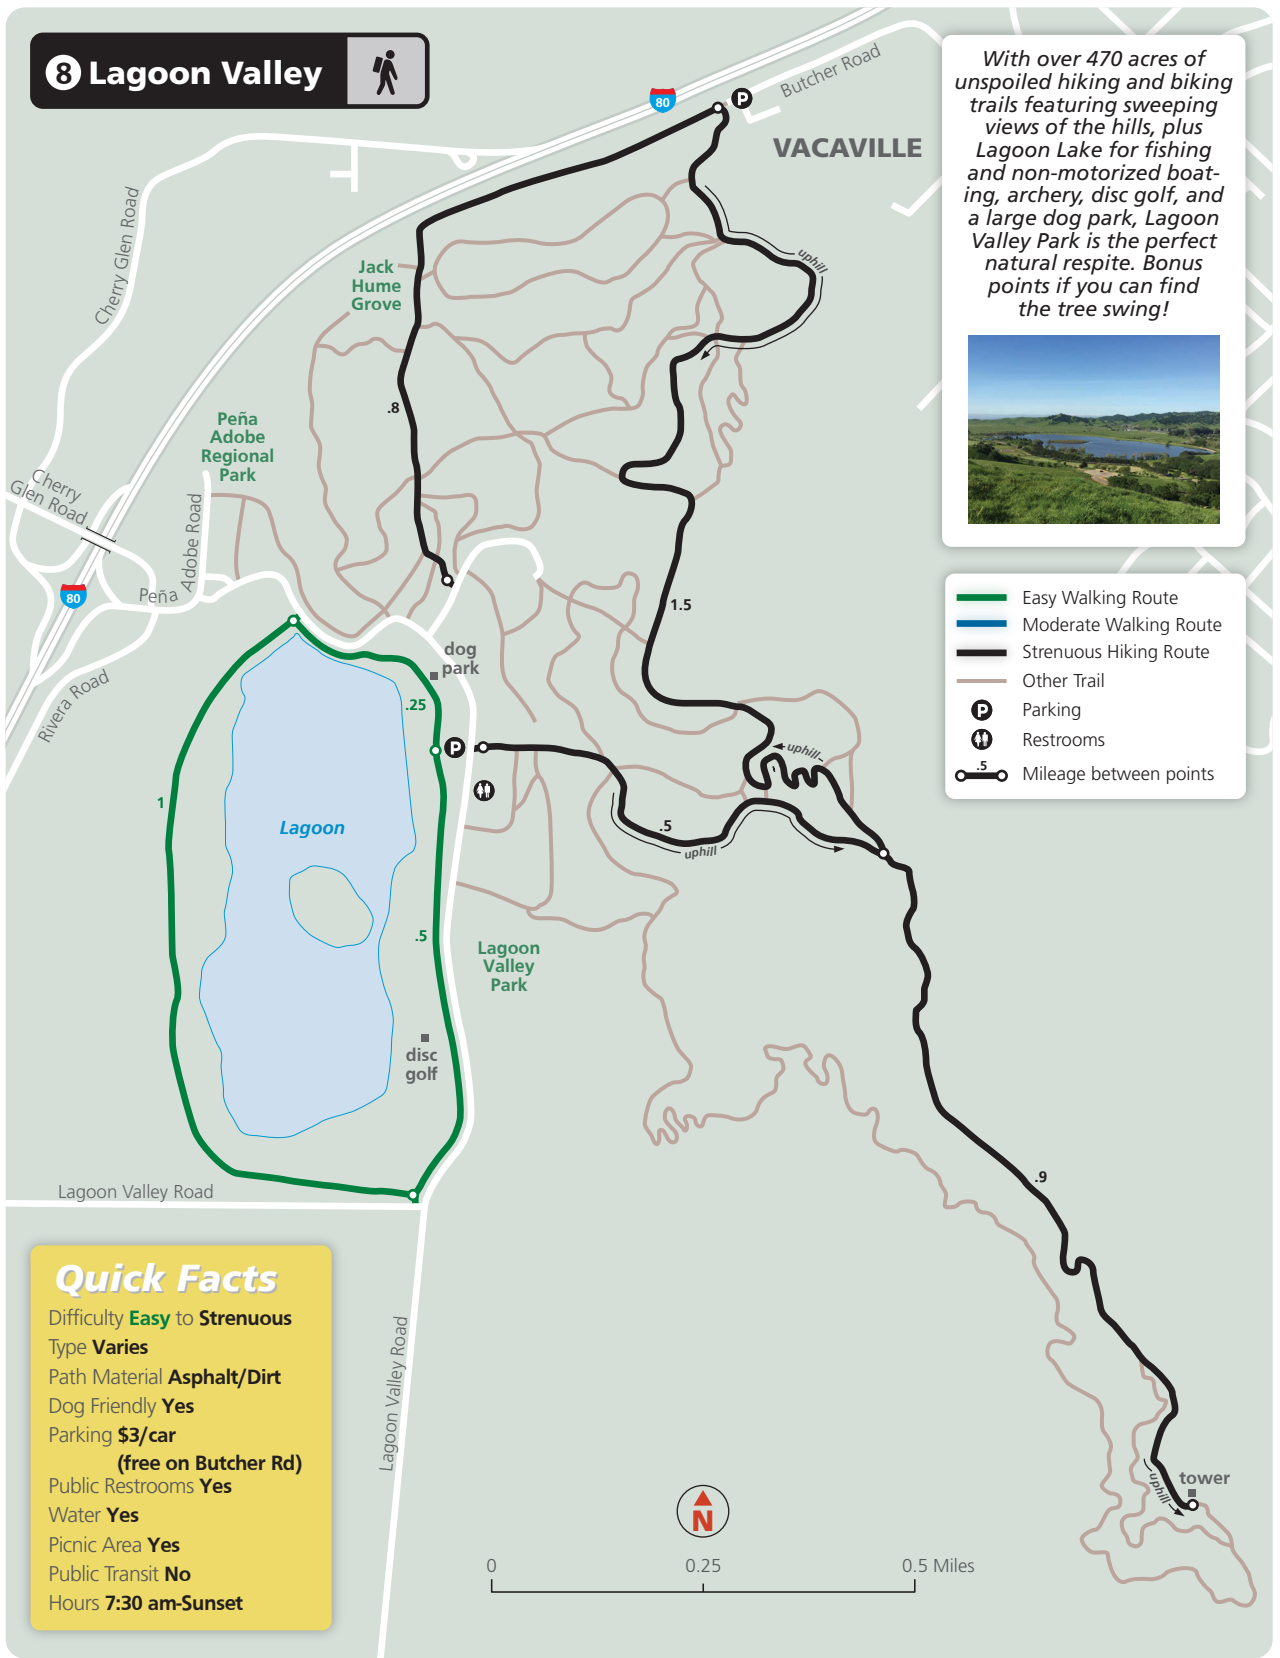 8 Lagoon Valley
80
P
Butcher Road
VACAVILLE
With over 470 acres of
unspoiled hiking and biking
trails featuring sweeping
views of the hills, plus
Lagoon Lake for fishing
and non-motorized boat-
ing, archery, disc golf, and
a large dog park, Lagoon
Valley Park is the perfect
natural respite. Bonus
points if you can find
the tree swing!
Cherry Glen Road
uphill
Jack
Hume
Grove
.8
Peña
Adobe
Regional
Park
Cherry
Glen Road
Peña Adobe Road
80
1.5
Easy Walking Route
Moderate Walking Route
Strenuous Hiking Route
Other Trail
P Parking
Restrooms
.5 Mileage between points
dog
park
.25
Rivera Road
P
uphill
1
Lagoon
.5
uphill
.5
Lagoon
Valley
Park
disc
golf
.9
Lagoon Valley Road
Quick Facts
Difficulty Easy to Strenuous
Type Varies
Path Material Asphalt/Dirt
Dog Friendly Yes
Parking $3/car
(free on Butcher Rd)
Public Restrooms Yes
Water Yes
Picnic Area Yes
Public Transit No
Hours 7:30 am-Sunset
Lagoon Valley Road
tower
uphill
N
0 0.25 0.5 Miles